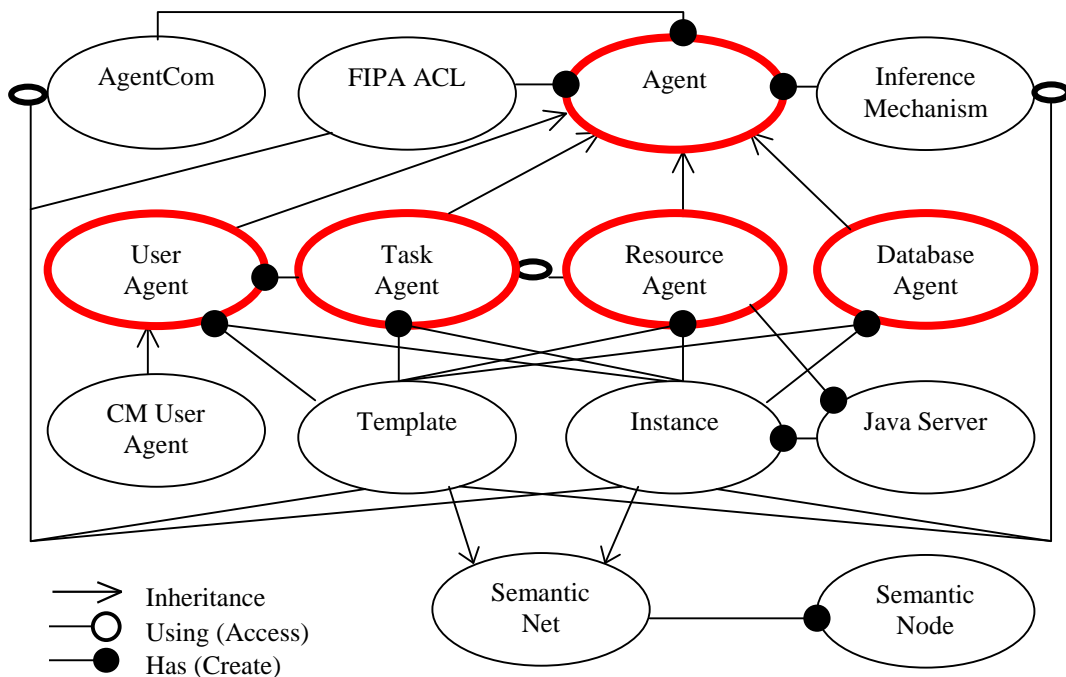 AgentCom
FIPA ACL
Agent
Inference
Mechanism
User
Agent
Task
Agent
Resource
Agent
Database
Agent
CM User
Agent
Template
Instance
Java Server
Semantic
Net
Semantic
Node
Inheritance
Using (Access)
Has (Create)